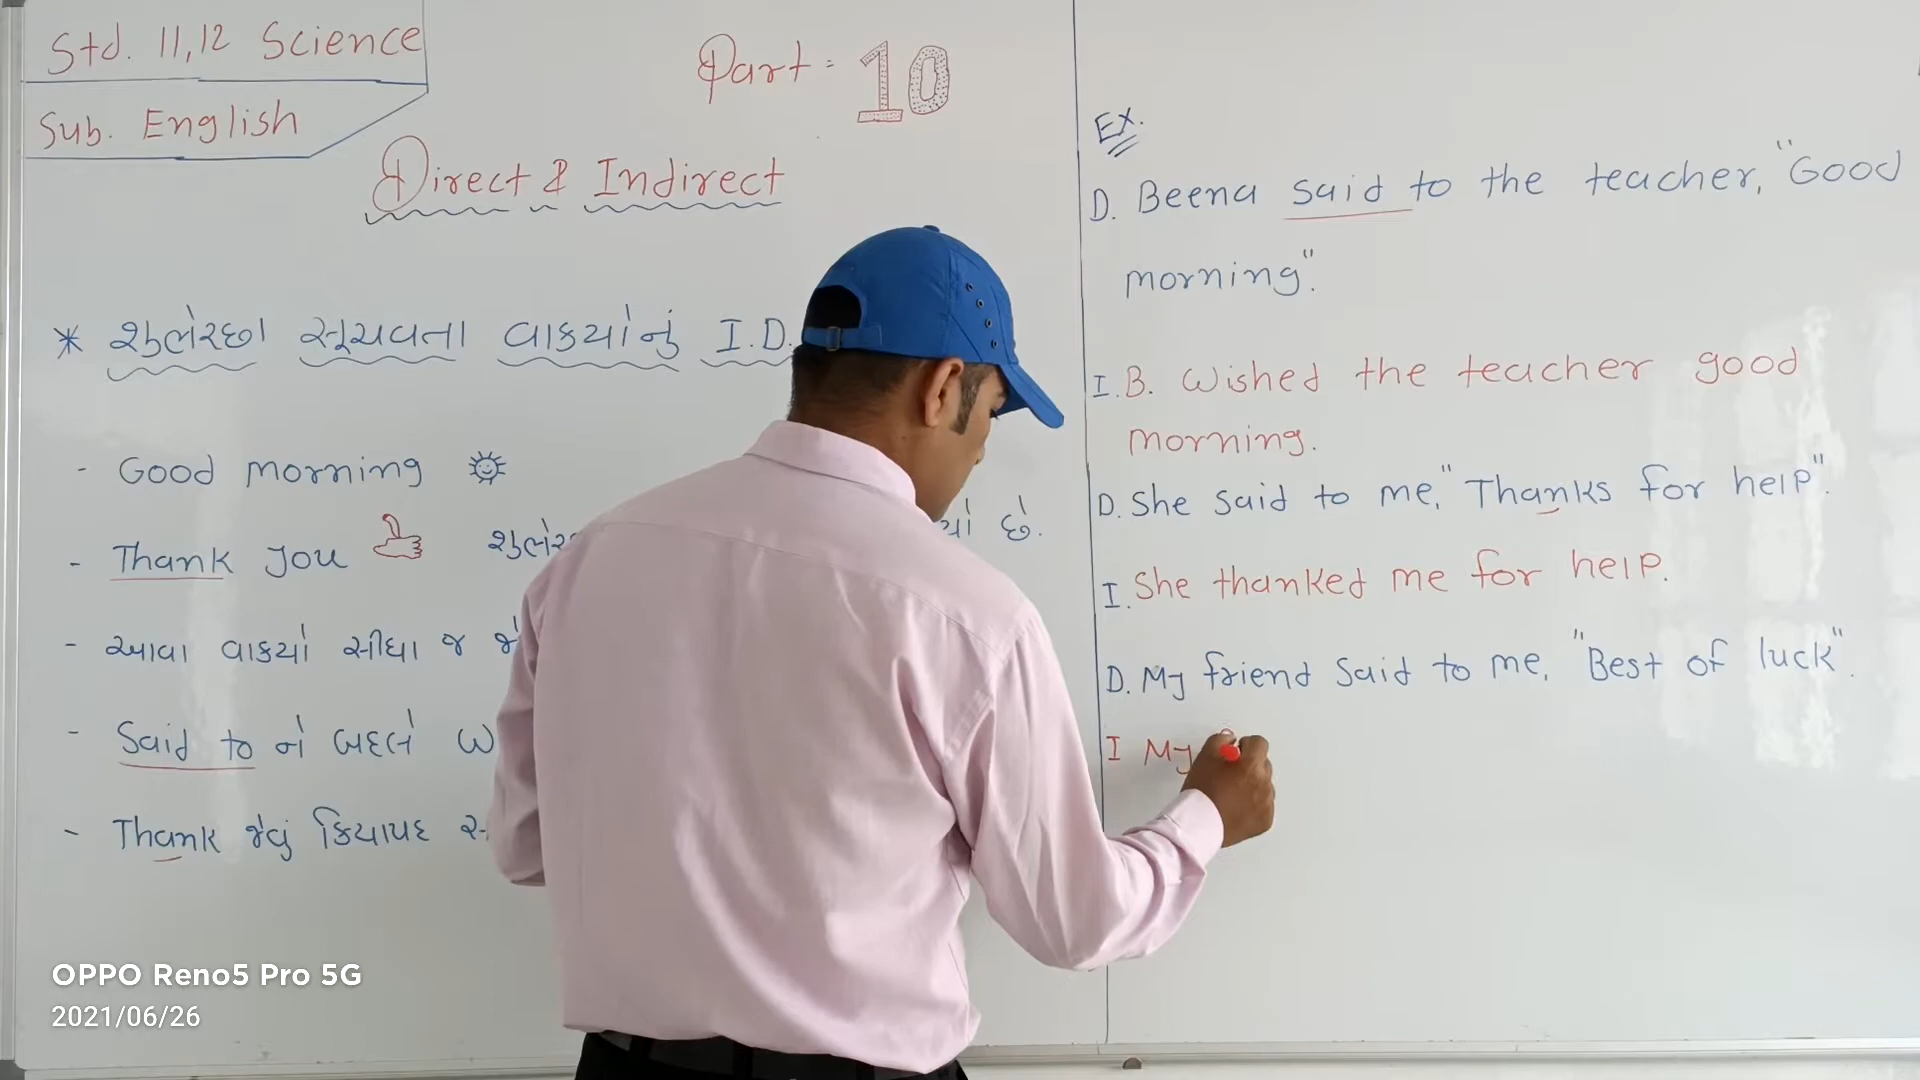 Std. 11,12 Science
Sub. English
Part : 10
Direct & Indirect
* શુભેચ્છા સૂચવતા વાક્યોનું I.D.
- Good morning
- Thank you
છે.
- આવા વાક્યો સીધા જ
- Said to ને બદલે
- Thank જેવું ક્રિયાપદ
Ex.
D. Beena said to the teacher, "Good
morning".
I. B. wished the teacher good
morning.
D. She said to me, "Thanks for help".
I. She thanked me for help.
D. My friend said to me, "Best of luck".
I My
OPPO Reno5 Pro 5G
2021/06/26